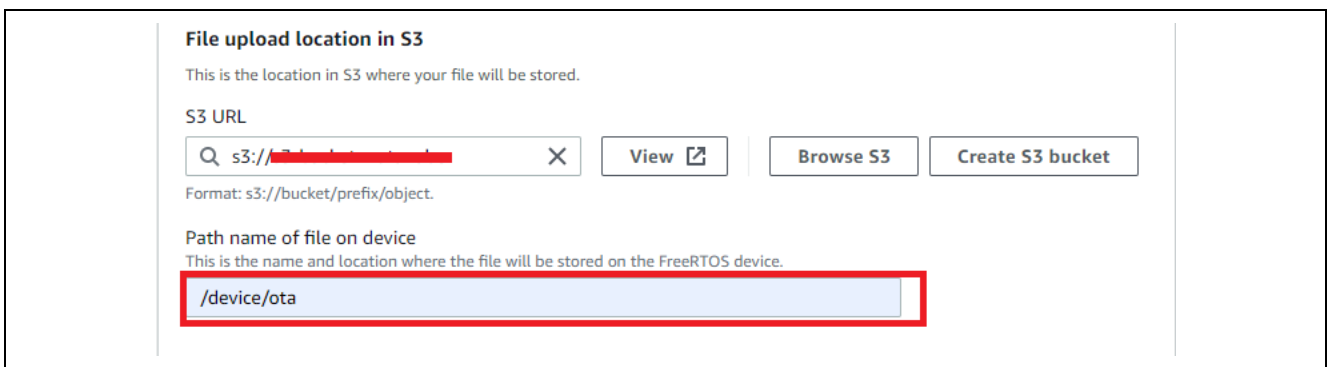 File upload location in S3
This is the location in S3 where your file will be stored.
S3 URL
s3:// View Browse S3 Create S3 bucket
Format: s3://bucket/prefix/object.
Path name of file on device
This is the name and location where the file will be stored on the FreeRTOS device.
/device/ota